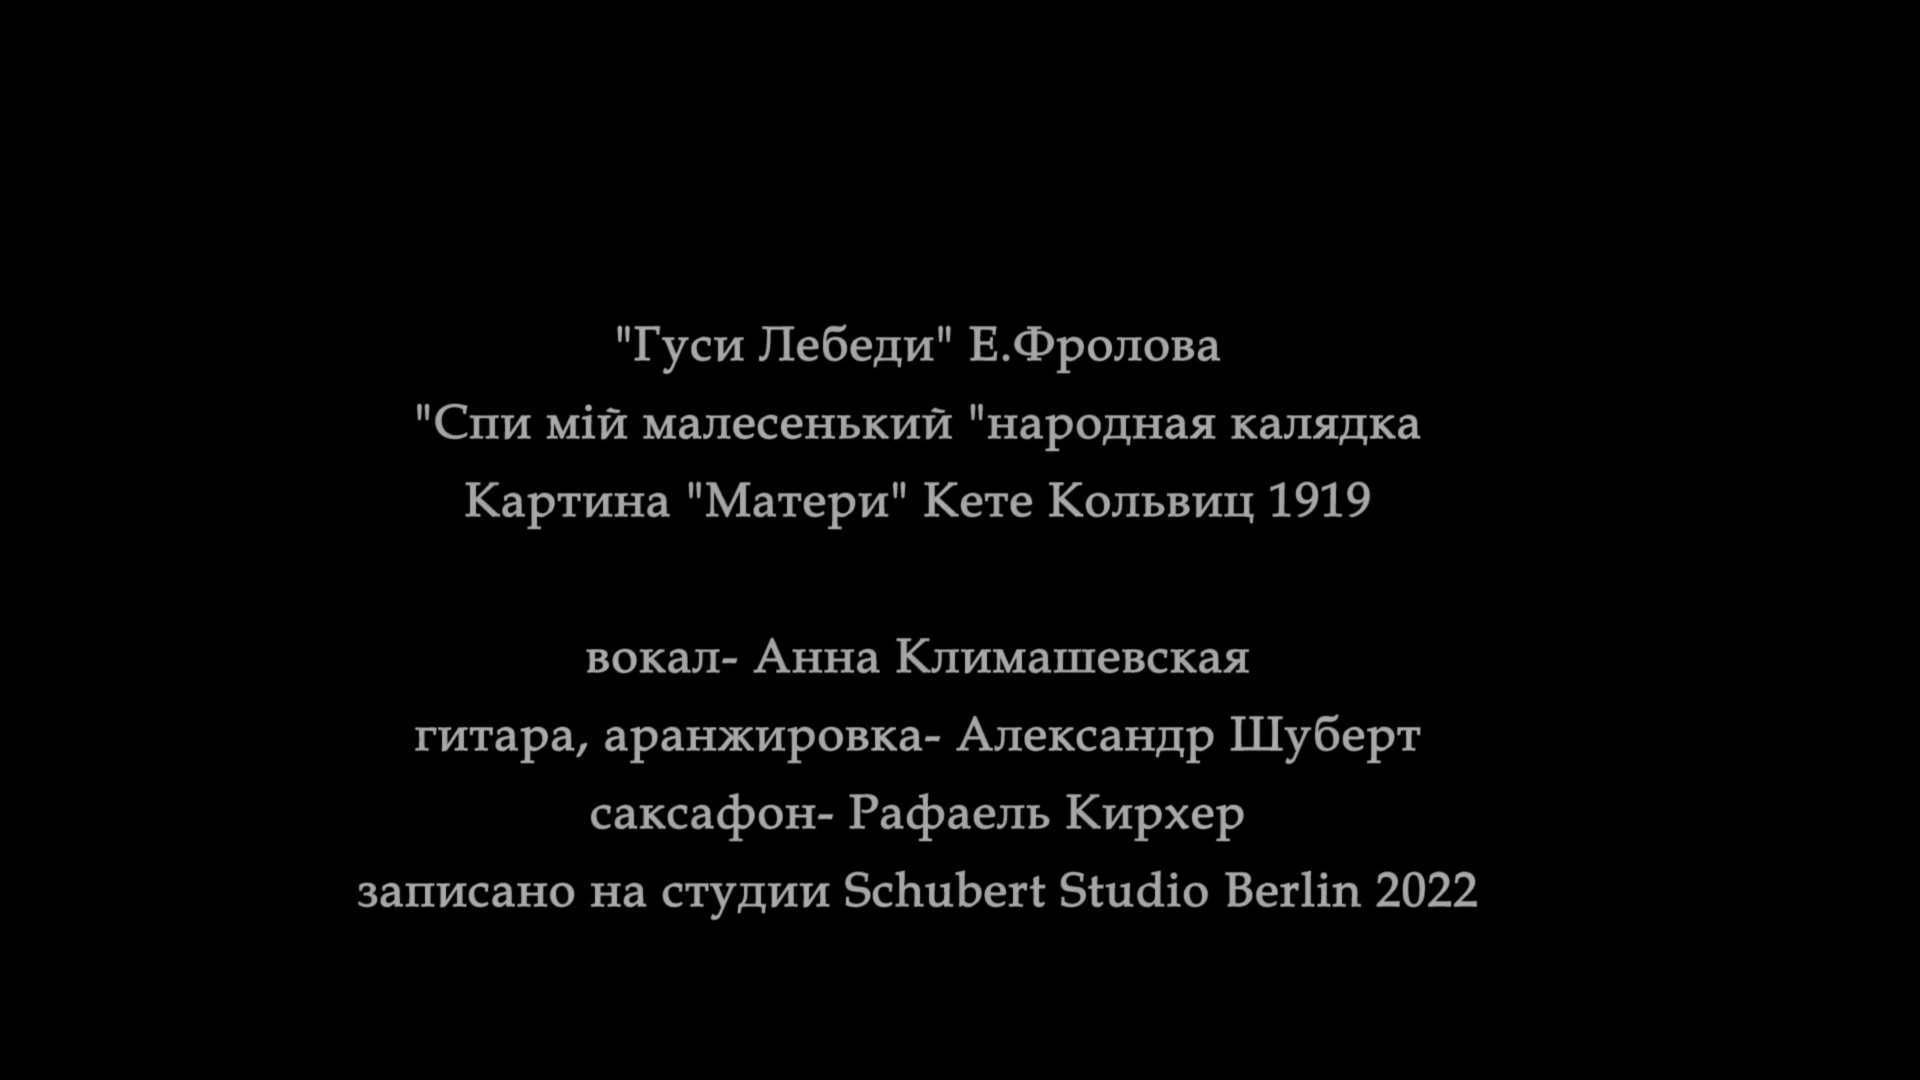 "Гуси Лебеди" Е.Фролова
"Спи мій малесенький "народная калядка
Картина "Матери" Кете Кольвиц 1919
вокал- Анна Климашевская
гитара, аранжировка- Александр Шуберт
саксафон- Рафаель Кирхер
записано на студии Schubert Studio Berlin 2022